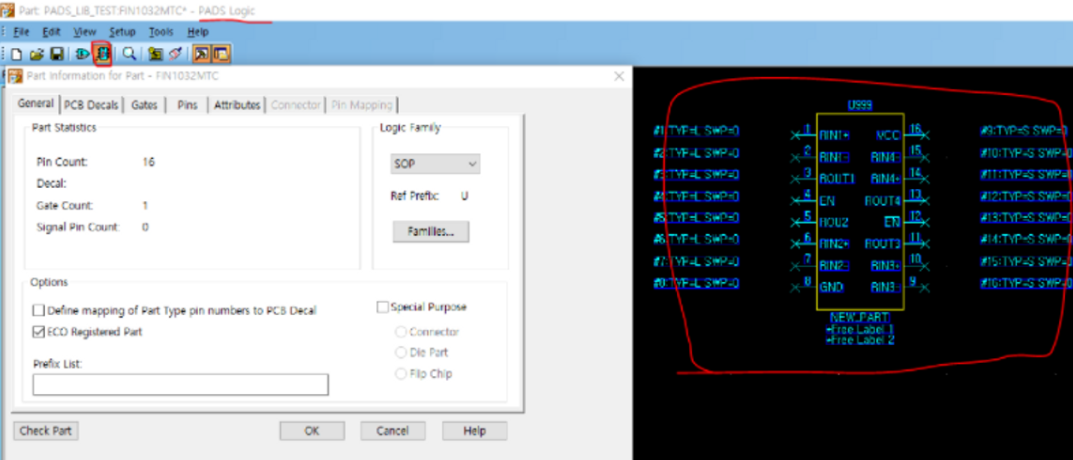 Part: PADS_LIB_TEST:FIN1032MTC* - PADS Logic
File Edit View Setup Tools Help
Part Information for Part - FIN1032MTC
General PCB Decals Gates Pins Attributes Connector Pin Mapping
Part Statistics
Pin Count: 16
Decal:
Gate Count: 1
Signal Pin Count: 0
Logic Family
SOP
Ref Prefix: U
Families...
Options
Define mapping of Part Type pin numbers to PCB Decal
ECO Registered Part
Prefix List:
Special Purpose
Connector
Die Part
Flip Chip
Check Part OK Cancel Help
U999
#1:TYP=L SWP=0 1 RIN1+ VCC 16 #9:TYP=S SWP=0
#2:TYP=L SWP=0 2 RIN1- RIN4- 15 #10:TYP=S SWP=0
#3:TYP=L SWP=0 3 ROUT1 RIN4+ 14 #11:TYP=S SWP=0
#4:TYP=L SWP=0 4 EN ROUT4 13 #12:TYP=S SWP=0
#5:TYP=L SWP=0 5 ROU2 EN 12 #13:TYP=S SWP=0
#6:TYP=L SWP=0 6 RIN2+ ROUT3 11 #14:TYP=S SWP=0
#7:TYP=L SWP=0 7 RIN2- RIN3+ 10 #15:TYP=S SWP=0
#8:TYP=L SWP=0 8 GND RIN3- 9 #16:TYP=S SWP=0
NEW_PART
*Free Label 1
*Free Label 2